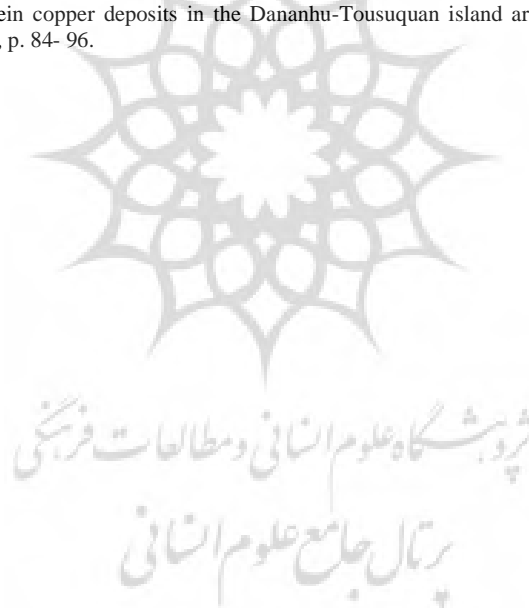 ein copper deposits in the Dananhu-Tousuquan island ar
, p. 84- 96.
پژوهشگاه علوم انسانی و مطالعات فرهنگی
پرتال جامع علوم انسانی